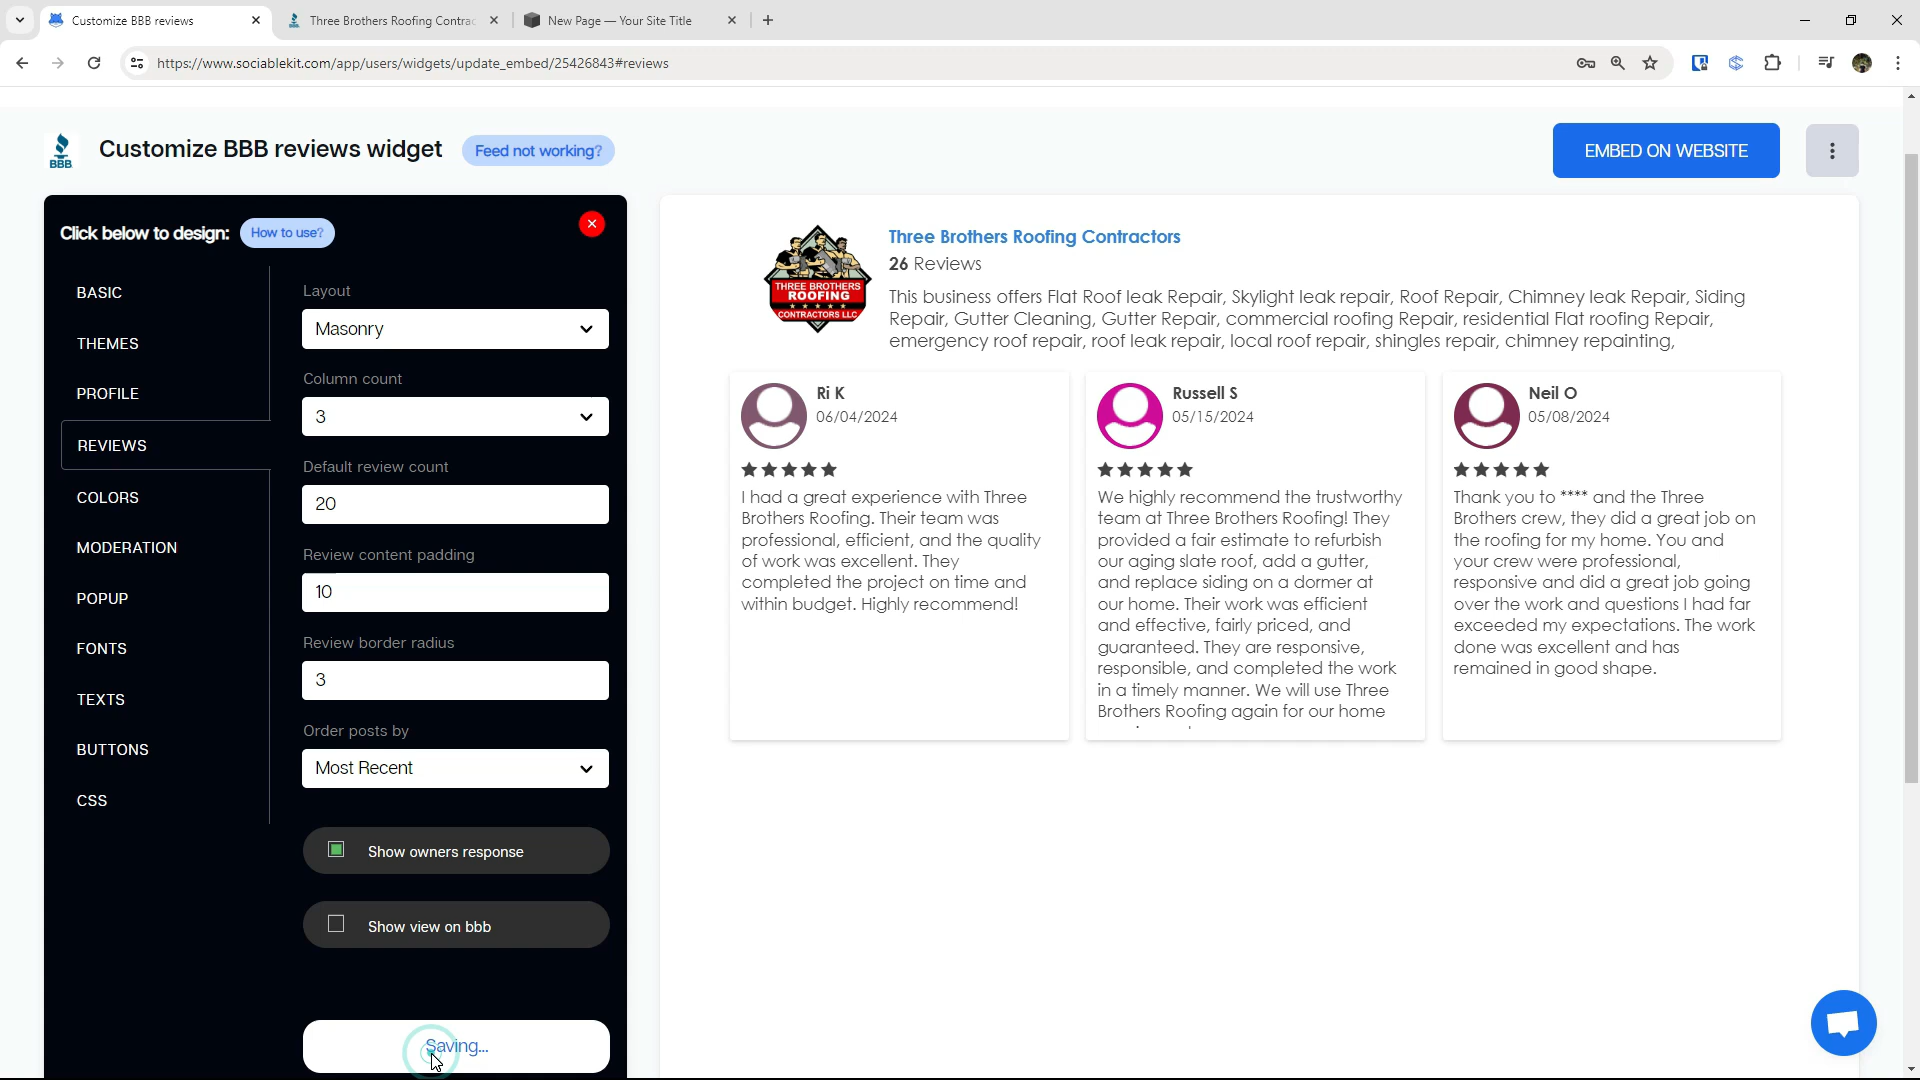 Customize BBB reviews
Three Brothers Roofing Contrac
New Page — Your Site Title
https://www.sociablekit.com/app/users/widgets/update_embed/25426843#reviews
BBB
Customize BBB reviews widget
Feed not working?
EMBED ON WEBSITE
Click below to design:
How to use?
BASIC
THEMES
PROFILE
REVIEWS
COLORS
MODERATION
POPUP
FONTS
TEXTS
BUTTONS
CSS
Layout
Masonry
Column count
3
Default review count
20
Review content padding
10
Review border radius
3
Order posts by
Most Recent
Show owners response
Show view on bbb
Saving...
THREE BROTHERS
ROOFING
CONTRACTORS LLC
Three Brothers Roofing Contractors
26 Reviews
This business offers Flat Roof leak Repair, Skylight leak repair, Roof Repair, Chimney leak Repair, Siding
Repair, Gutter Cleaning, Gutter Repair, commercial roofing Repair, residential Flat roofing Repair,
emergency roof repair, roof leak repair, local roof repair, shingles repair, chimney repainting,
Ri K
06/04/2024
I had a great experience with Three
Brothers Roofing. Their team was
professional, efficient, and the quality
of work was excellent. They
completed the project on time and
within budget. Highly recommend!
Russell S
05/15/2024
We highly recommend the trustworthy
team at Three Brothers Roofing! They
provided a fair estimate to refurbish
our aging slate roof, add a gutter,
and replace siding on a dormer at
our home. Their work was efficient
and effective, fairly priced, and
guaranteed. They are responsive,
responsible, and completed the work
in a timely manner. We will use Three
Brothers Roofing again for our home
Neil O
05/08/2024
Thank you to **** and the Three
Brothers crew, they did a great job on
the roofing for my home. You and
your crew were professional,
responsive and did a great job going
over the work and questions I had far
exceeded my expectations. The work
done was excellent and has
remained in good shape.